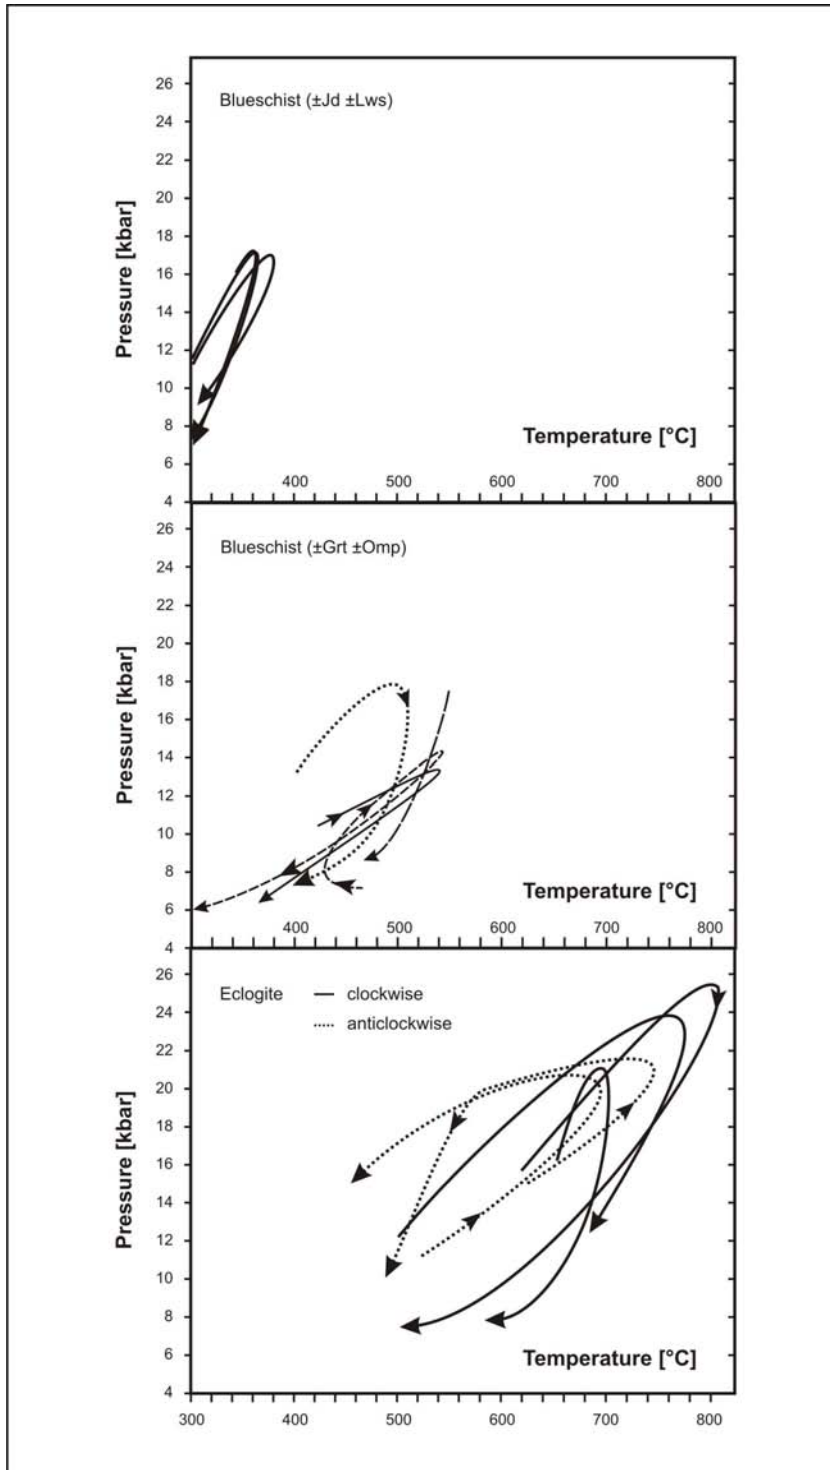 26
24
22
20
18
16
14
12
10
8
6
4
Blueschist (±Jd ±Lws)
Pressure [kbar]
Temperature [°C]
400 500 600 700 800
26
24
22
20
18
16
14
12
10
8
6
4
Blueschist (±Grt ±Omp)
Pressure [kbar]
Temperature [°C]
400 500 600 700 800
26
24
22
20
18
16
14
12
10
8
6
4
Eclogite
clockwise
anticlockwise
Pressure [kbar]
Temperature [°C]
300 400 500 600 700 800